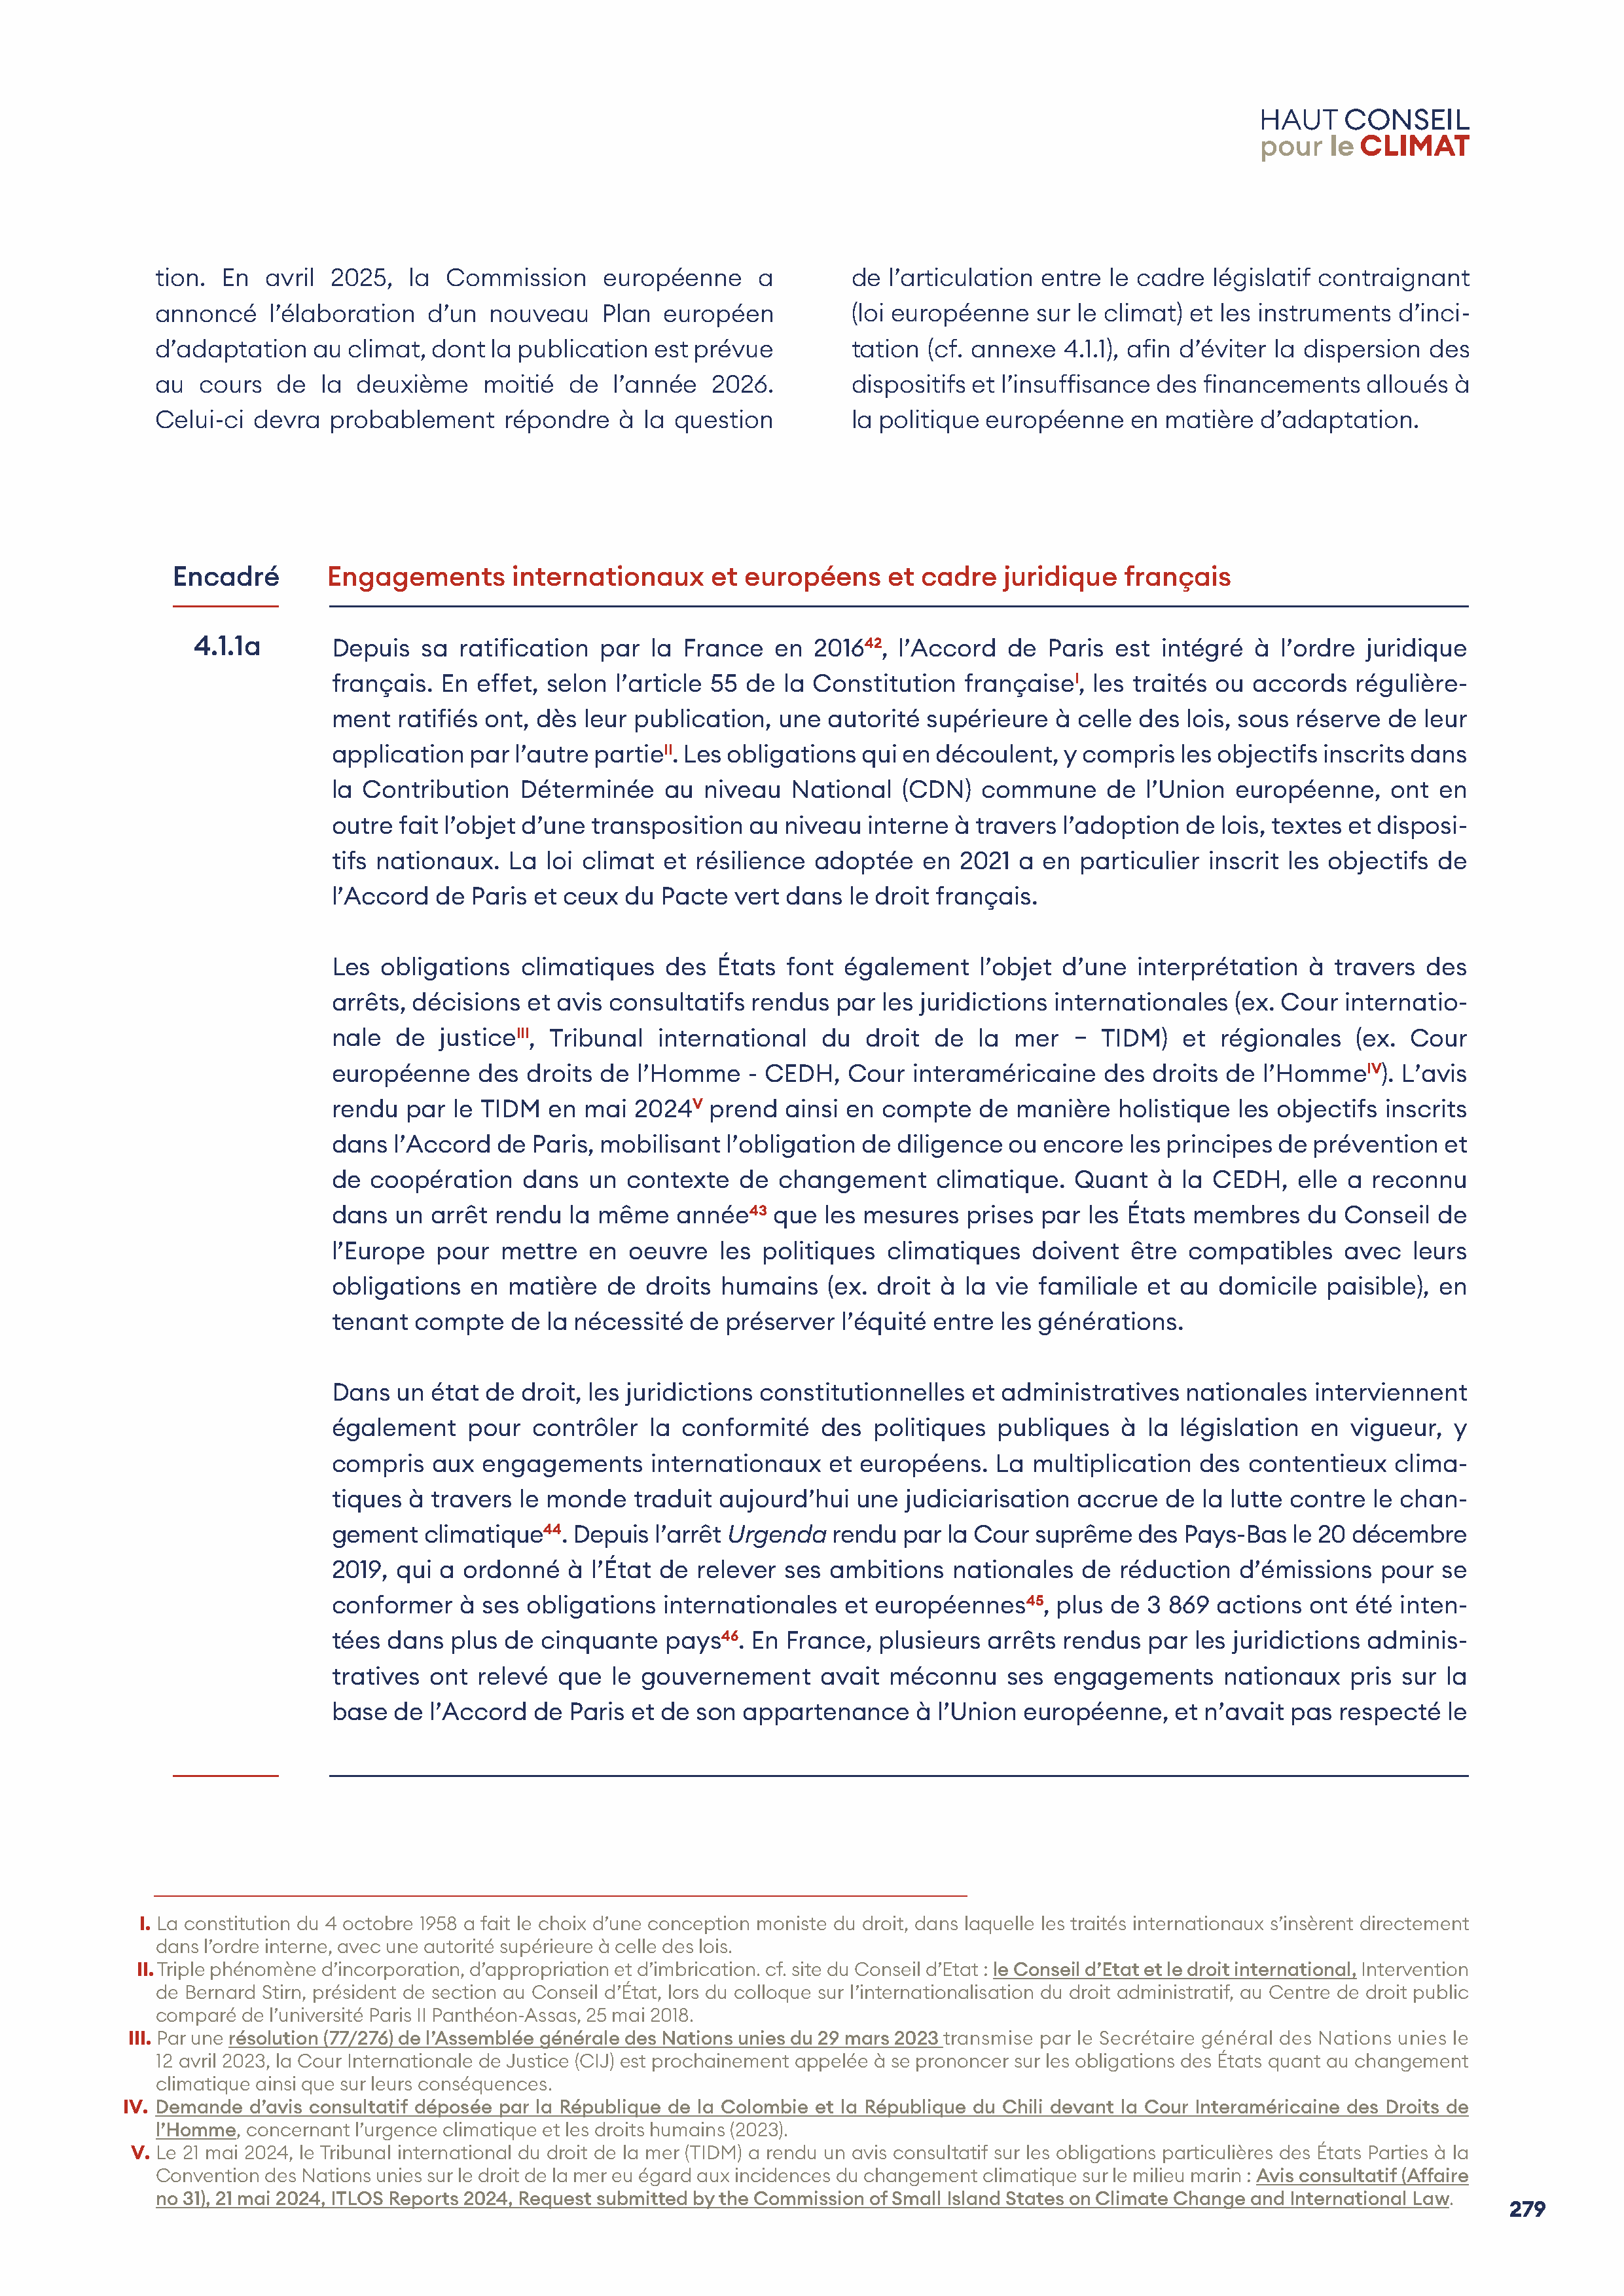 HAUT CONSEIL
pour le CLIMAT
tion. En avril 2025, la Commission européenne a
annoncé l’élaboration d’un nouveau Plan européen
d’adaptation au climat, dont la publication est prévue
au cours de la deuxième moitié de l’année 2026.
Celui-ci devra probablement répondre à la question
de l’articulation entre le cadre législatif contraignant
(loi européenne sur le climat) et les instruments d’inci-
tation (cf. annexe 4.1.1), afin d’éviter la dispersion des
dispositifs et l’insuffisance des financements alloués à
la politique européenne en matière d’adaptation.
Encadré
4.1.1a
Engagements internationaux et européens et cadre juridique français
Depuis sa ratification par la France en 2016⁴², l’Accord de Paris est intégré à l’ordre juridique
français. En effet, selon l’article 55 de la Constitution françaiseᴵ, les traités ou accords régulière-
ment ratifiés ont, dès leur publication, une autorité supérieure à celle des lois, sous réserve de leur
application par l’autre partieᴵᴵ. Les obligations qui en découlent, y compris les objectifs inscrits dans
la Contribution Déterminée au niveau National (CDN) commune de l’Union européenne, ont en
outre fait l’objet d’une transposition au niveau interne à travers l’adoption de lois, textes et disposi-
tifs nationaux. La loi climat et résilience adoptée en 2021 a en particulier inscrit les objectifs de
l’Accord de Paris et ceux du Pacte vert dans le droit français.
Les obligations climatiques des États font également l’objet d’une interprétation à travers des
arrêts, décisions et avis consultatifs rendus par les juridictions internationales (ex. Cour internatio-
nale de justiceᴵᴵᴵ, Tribunal international du droit de la mer – TIDM) et régionales (ex. Cour
européenne des droits de l’Homme - CEDH, Cour interaméricaine des droits de l’Hommeᴵⱽ). L’avis
rendu par le TIDM en mai 2024ⱽ prend ainsi en compte de manière holistique les objectifs inscrits
dans l’Accord de Paris, mobilisant l’obligation de diligence ou encore les principes de prévention et
de coopération dans un contexte de changement climatique. Quant à la CEDH, elle a reconnu
dans un arrêt rendu la même année⁴³ que les mesures prises par les États membres du Conseil de
l’Europe pour mettre en oeuvre les politiques climatiques doivent être compatibles avec leurs
obligations en matière de droits humains (ex. droit à la vie familiale et au domicile paisible), en
tenant compte de la nécessité de préserver l’équité entre les générations.
Dans un état de droit, les juridictions constitutionnelles et administratives nationales interviennent
également pour contrôler la conformité des politiques publiques à la législation en vigueur, y
compris aux engagements internationaux et européens. La multiplication des contentieux clima-
tiques à travers le monde traduit aujourd’hui une judiciarisation accrue de la lutte contre le chan-
gement climatique⁴⁴. Depuis l’arrêt Urgenda rendu par la Cour suprême des Pays-Bas le 20 décembre
2019, qui a ordonné à l’État de relever ses ambitions nationales de réduction d’émissions pour se
conformer à ses obligations internationales et européennes⁴⁵, plus de 3 869 actions ont été inten-
tées dans plus de cinquante pays⁴⁶. En France, plusieurs arrêts rendus par les juridictions adminis-
tratives ont relevé que le gouvernement avait méconnu ses engagements nationaux pris sur la
base de l’Accord de Paris et de son appartenance à l’Union européenne, et n’avait pas respecté le
I. La constitution du 4 octobre 1958 a fait le choix d’une conception moniste du droit, dans laquelle les traités internationaux s’insèrent directement
dans l’ordre interne, avec une autorité supérieure à celle des lois.
II. Triple phénomène d’incorporation, d’appropriation et d’imbrication. cf. site du Conseil d’Etat : le Conseil d’Etat et le droit international, Intervention
de Bernard Stirn, président de section au Conseil d’État, lors du colloque sur l’internationalisation du droit administratif, au Centre de droit public
comparé de l’université Paris II Panthéon-Assas, 25 mai 2018.
III. Par une résolution (77/276) de l’Assemblée générale des Nations unies du 29 mars 2023 transmise par le Secrétaire général des Nations unies le
12 avril 2023, la Cour Internationale de Justice (CIJ) est prochainement appelée à se prononcer sur les obligations des États quant au changement
climatique ainsi que sur leurs conséquences.
IV. Demande d’avis consultatif déposée par la République de la Colombie et la République du Chili devant la Cour Interaméricaine des Droits de
l’Homme, concernant l’urgence climatique et les droits humains (2023).
V. Le 21 mai 2024, le Tribunal international du droit de la mer (TIDM) a rendu un avis consultatif sur les obligations particulières des États Parties à la
Convention des Nations unies sur le droit de la mer eu égard aux incidences du changement climatique sur le milieu marin : Avis consultatif (Affaire
no 31), 21 mai 2024, ITLOS Reports 2024, Request submitted by the Commission of Small Island States on Climate Change and International Law.
279